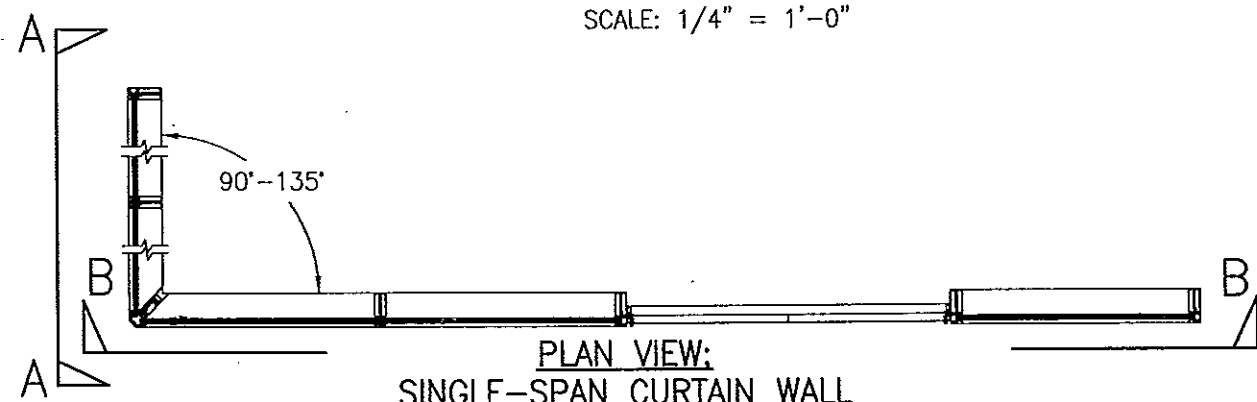 SCALE: 1/4" = 1'-0"
A
90°-135°
B
B
A
PLAN VIEW:
SINGLE-SPAN CURTAIN WALL